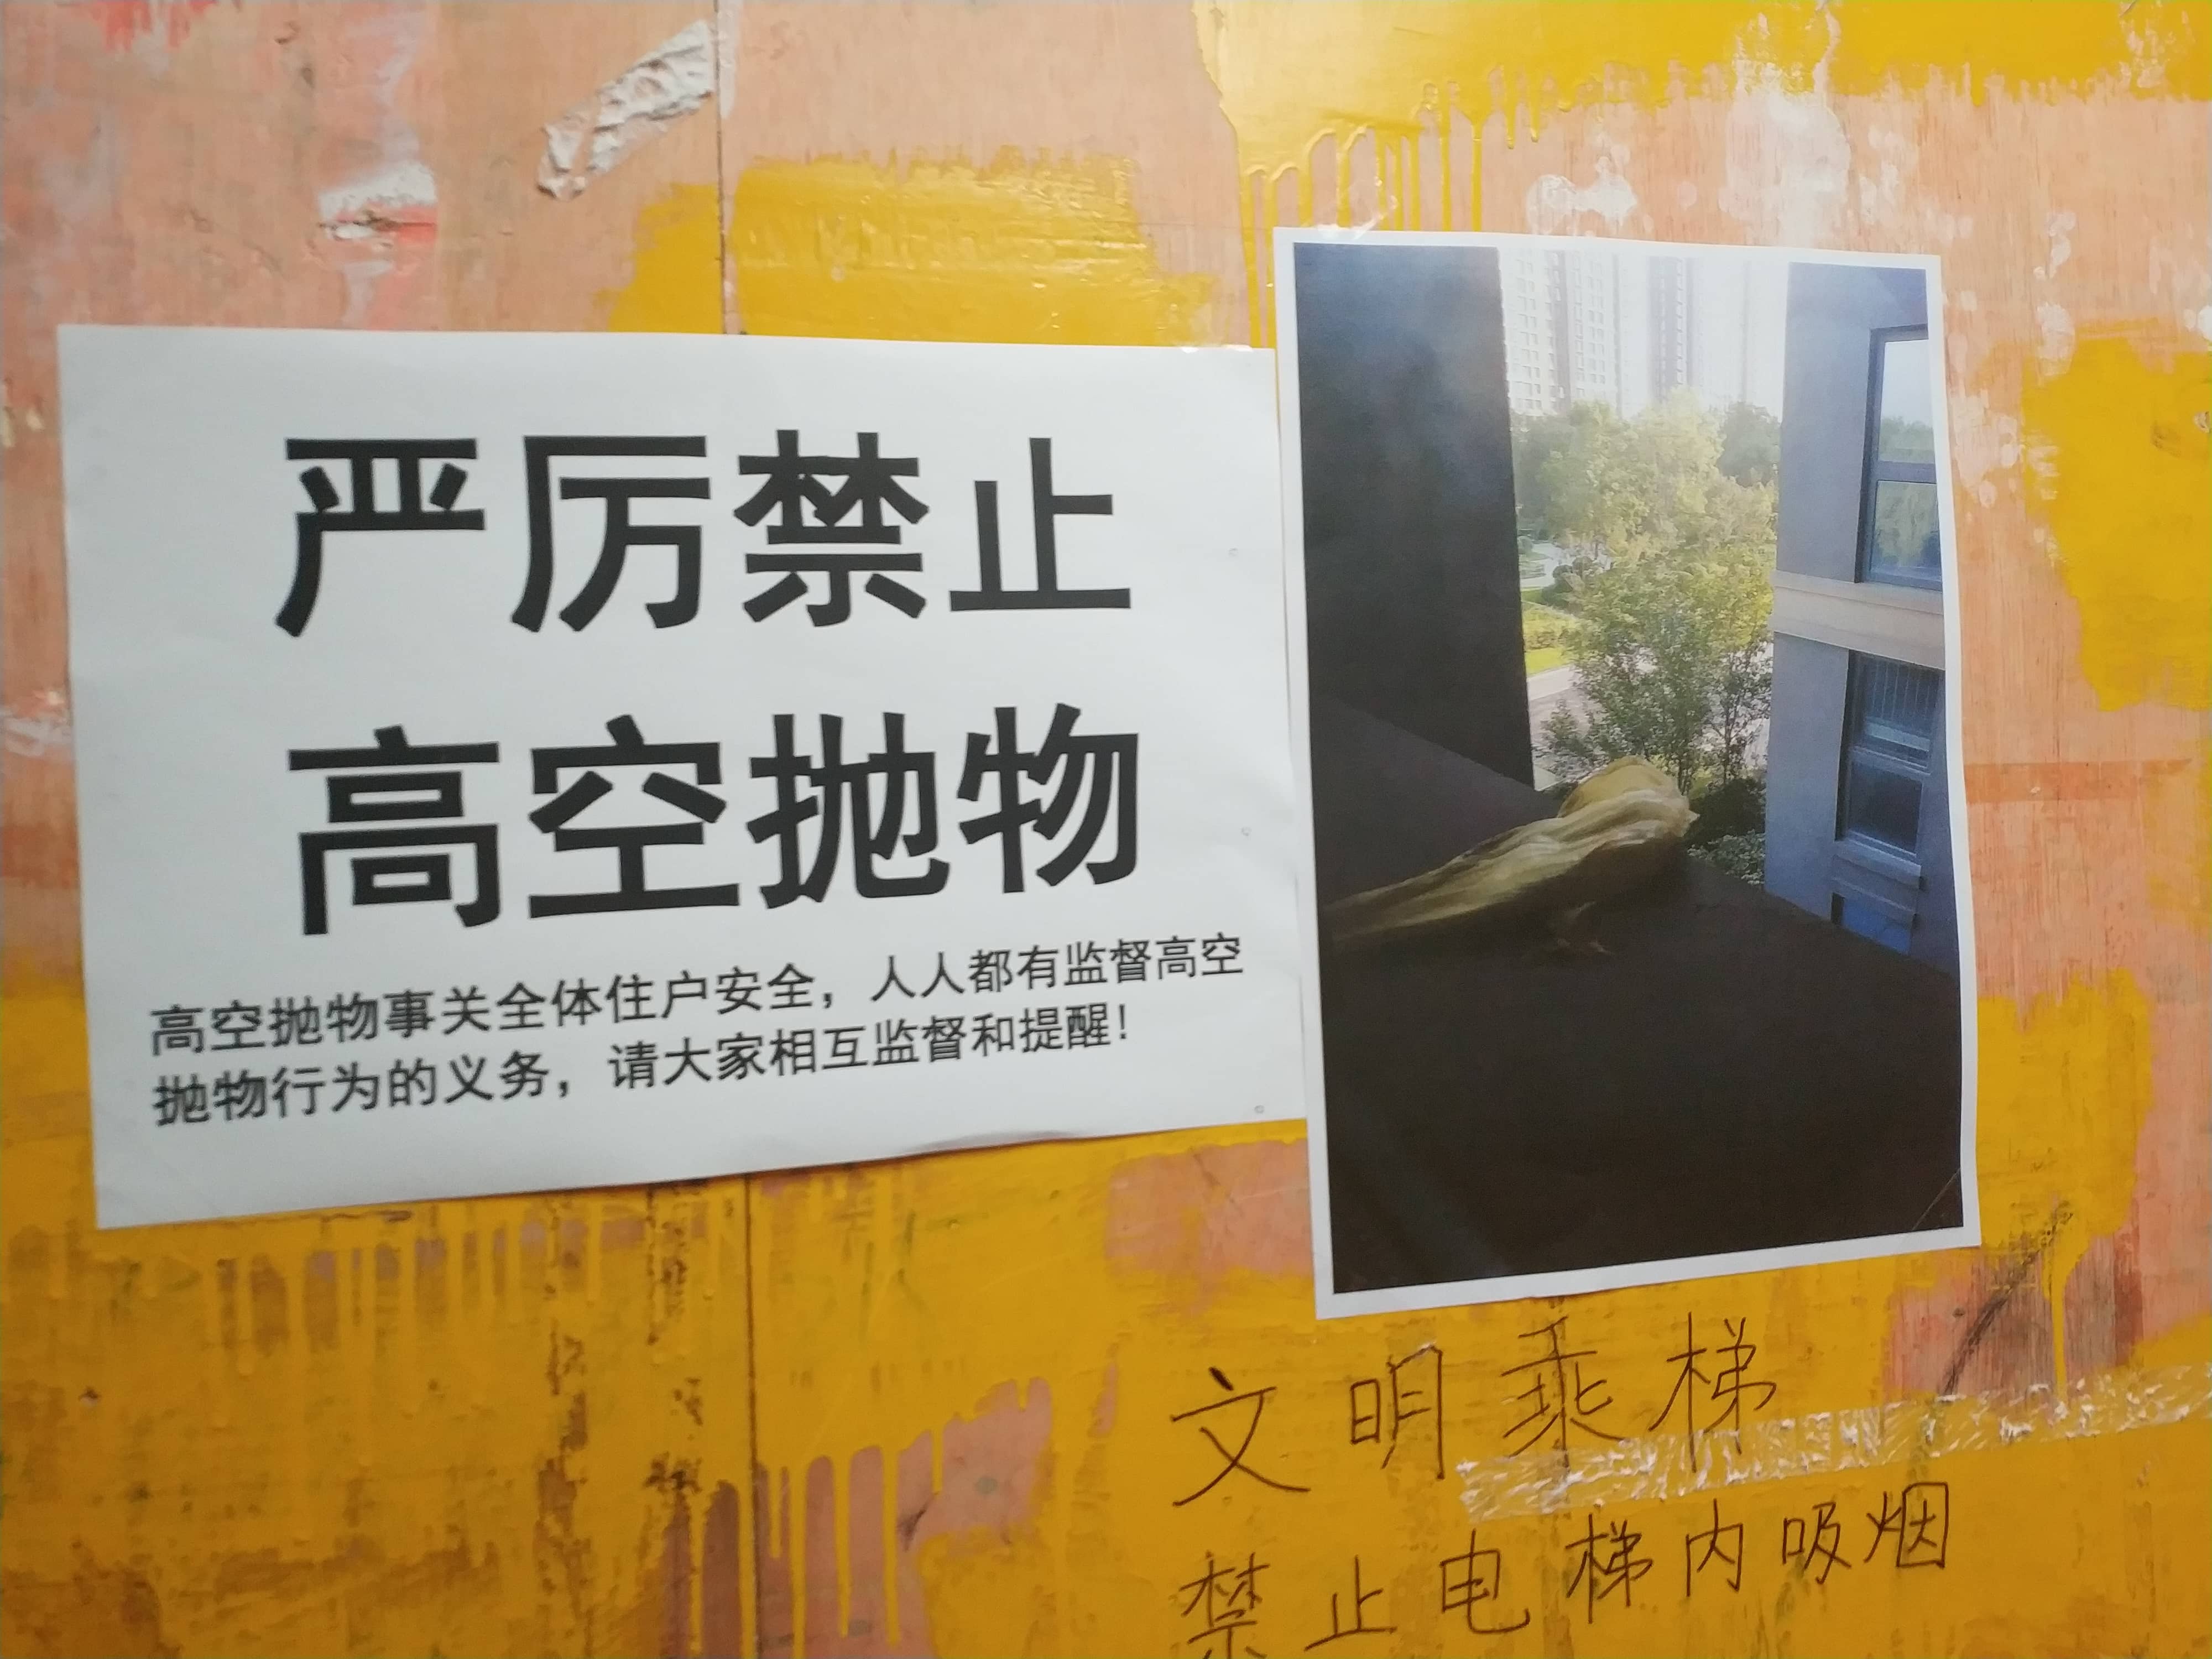 严厉禁止
高空抛物
高空抛物事关全体住户安全，人人都有监督高空
抛物行为的义务，请大家相互监督和提醒！
文明乘梯
禁止电梯内吸烟